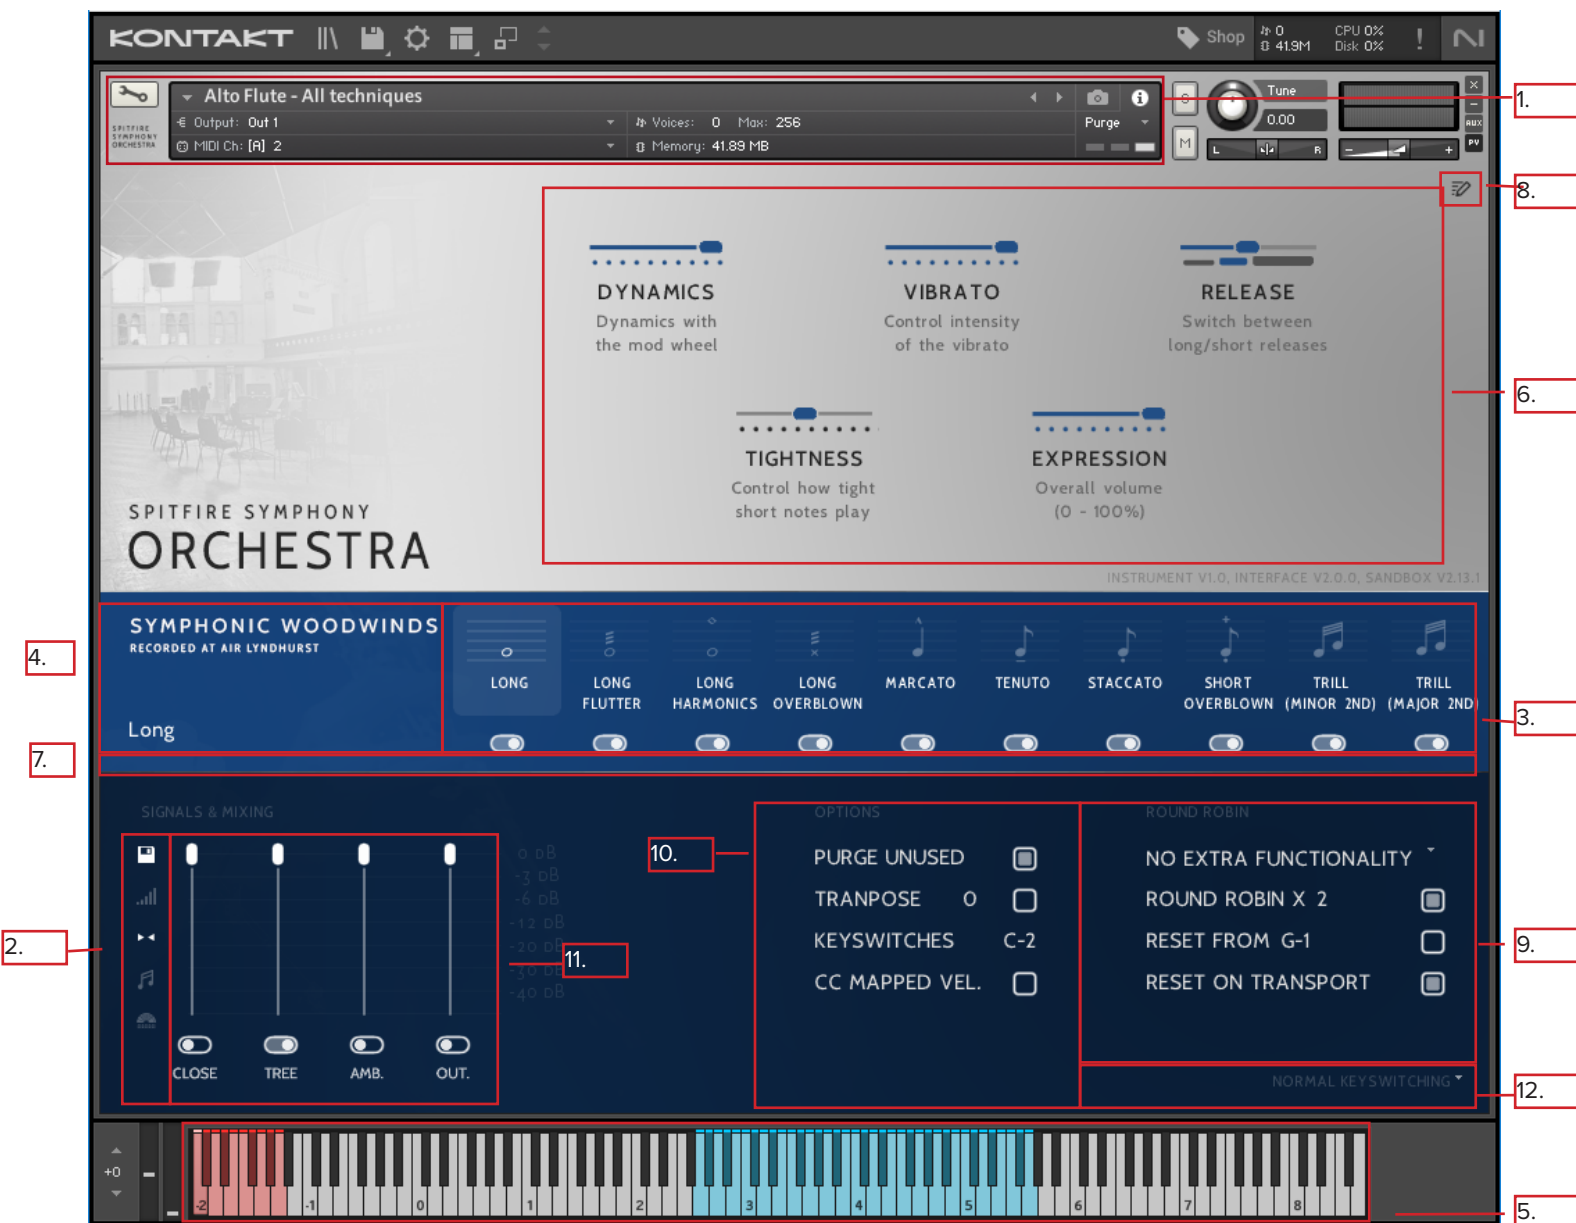 KONTAKT
Shop
0
41.9M
CPU 0%
Disk 0%
!
SPITFIRE
SYMPHONY
ORCHESTRA
Alto Flute - All techniques
Output: Out 1
Voices: 0 Max: 256
Purge
MIDI Ch: [A] 2
Memory: 41.89 MB
S
M
Tune
0.00
L
R
- +
×
-
AUX
PV
1.
8.
DYNAMICS
Dynamics with
the mod wheel
VIBRATO
Control intensity
of the vibrato
RELEASE
Switch between
long/short releases
6.
TIGHTNESS
Control how tight
short notes play
EXPRESSION
Overall volume
(0 - 100%)
SPITFIRE SYMPHONY
ORCHESTRA
INSTRUMENT V1.0, INTERFACE V2.0.0, SANDBOX V2.13.1
4.
SYMPHONIC WOODWINDS
RECORDED AT AIR LYNDHURST
Long
LONG
LONG
FLUTTER
LONG
HARMONICS
LONG
OVERBLOWN
MARCATO
TENUTO
STACCATO
SHORT
OVERBLOWN
TRILL
(MINOR 2ND)
TRILL
(MAJOR 2ND)
3.
7.
SIGNALS & MIXING
0 DB
-3 DB
-6 DB
-12 DB
-20 DB
-30 DB
-40 DB
CLOSE
TREE
AMB.
OUT.
2.
11.
10.
OPTIONS
PURGE UNUSED
TRANPOSE 0
KEYSWITCHES C-2
CC MAPPED VEL.
ROUND ROBIN
NO EXTRA FUNCTIONALITY
ROUND ROBIN X 2
RESET FROM G-1
RESET ON TRANSPORT
9.
NORMAL KEYSWITCHING
12.
+0
-2 -1 0 1 2 3 4 5 6 7 8
5.